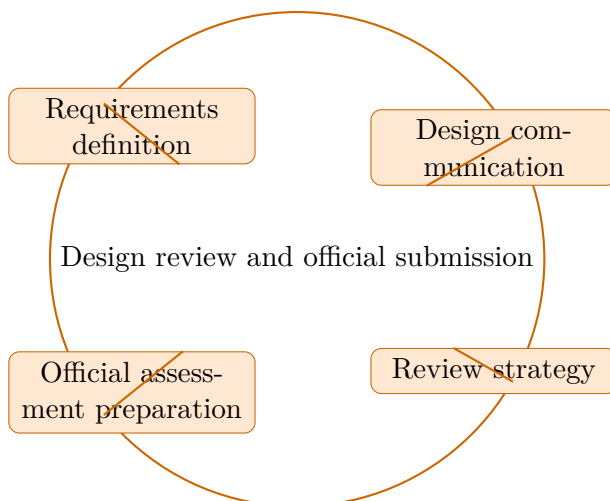 Requirements
definition
Design com-
munication
Design review and official submission
Official assess-
ment preparation
Review strategy